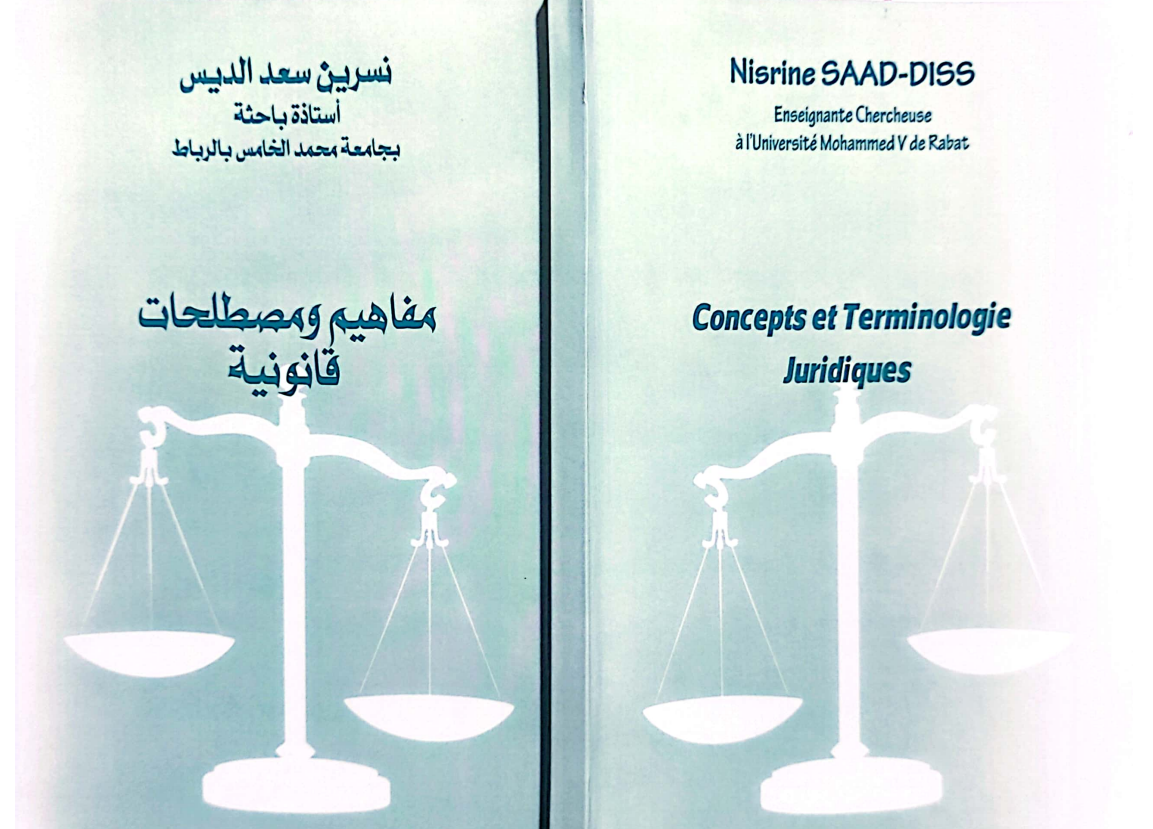 نسرين سعد الديس
أستاذة باحثة
بجامعة محمد الخامس بالرباط
مفاهيم ومصطلحات
قانونية
Nisrine SAAD-DISS
Enseignante Chercheuse
à l'Université Mohammed V de Rabat
Concepts et Terminologie
Juridiques